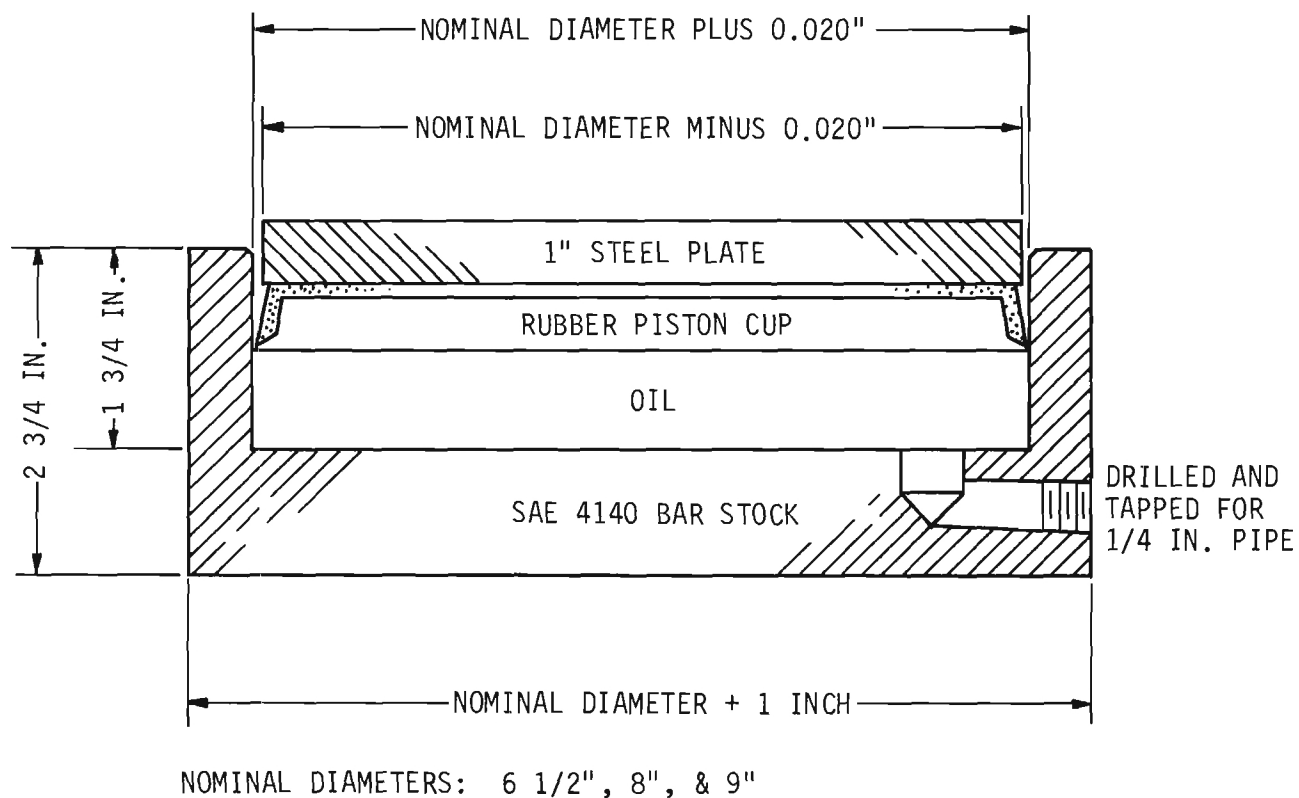 NOMINAL DIAMETER PLUS 0.020"
NOMINAL DIAMETER MINUS 0.020"
1" STEEL PLATE
RUBBER PISTON CUP
OIL
2 3/4 IN.
1 3/4 IN.
SAE 4140 BAR STOCK
DRILLED AND
TAPPED FOR
1/4 IN. PIPE
NOMINAL DIAMETER + 1 INCH
NOMINAL DIAMETERS: 6 1/2", 8", & 9"